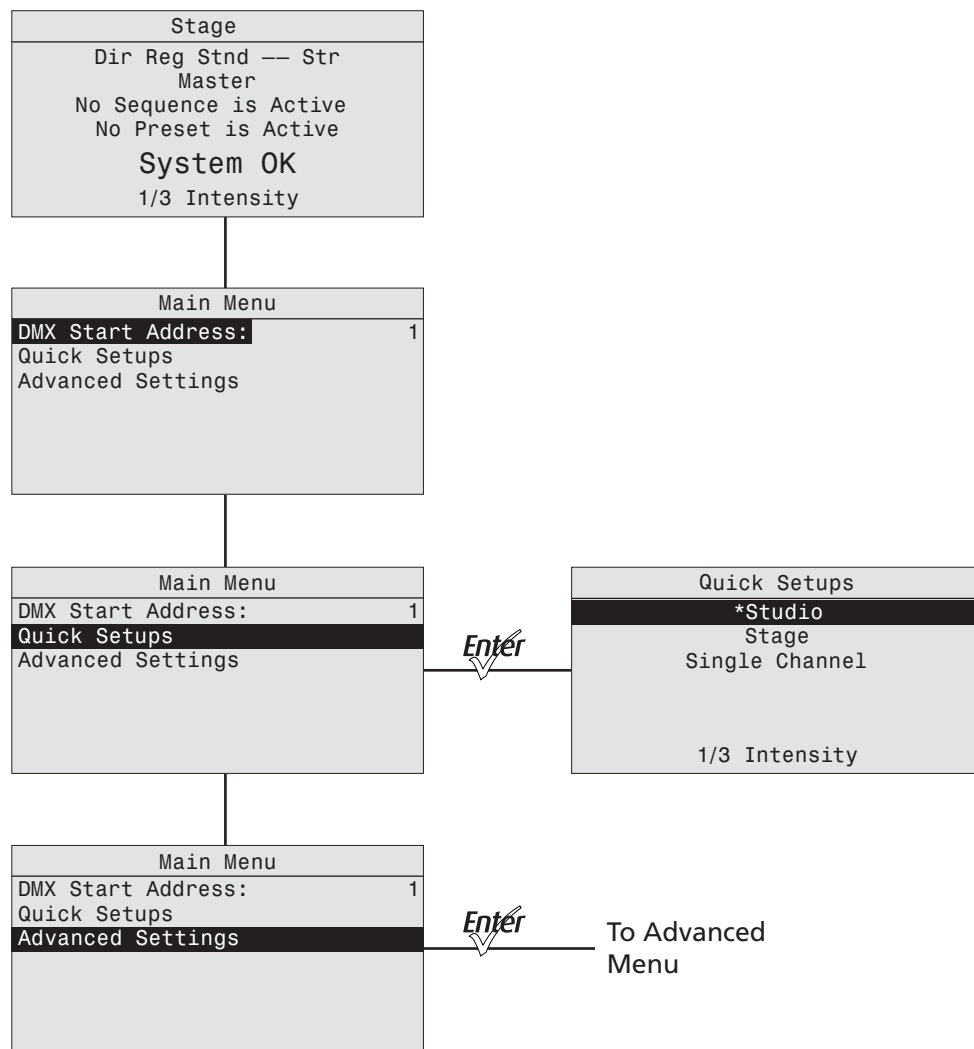 Stage
Dir Reg Stnd –– Str
Master
No Sequence is Active
No Preset is Active
System OK
1/3 Intensity
Main Menu
DMX Start Address: 1
Quick Setups
Advanced Settings
Main Menu
DMX Start Address: 1
Quick Setups
Advanced Settings
Enter
Quick Setups
*Studio
Stage
Single Channel
1/3 Intensity
Main Menu
DMX Start Address: 1
Quick Setups
Advanced Settings
Enter
To Advanced
Menu